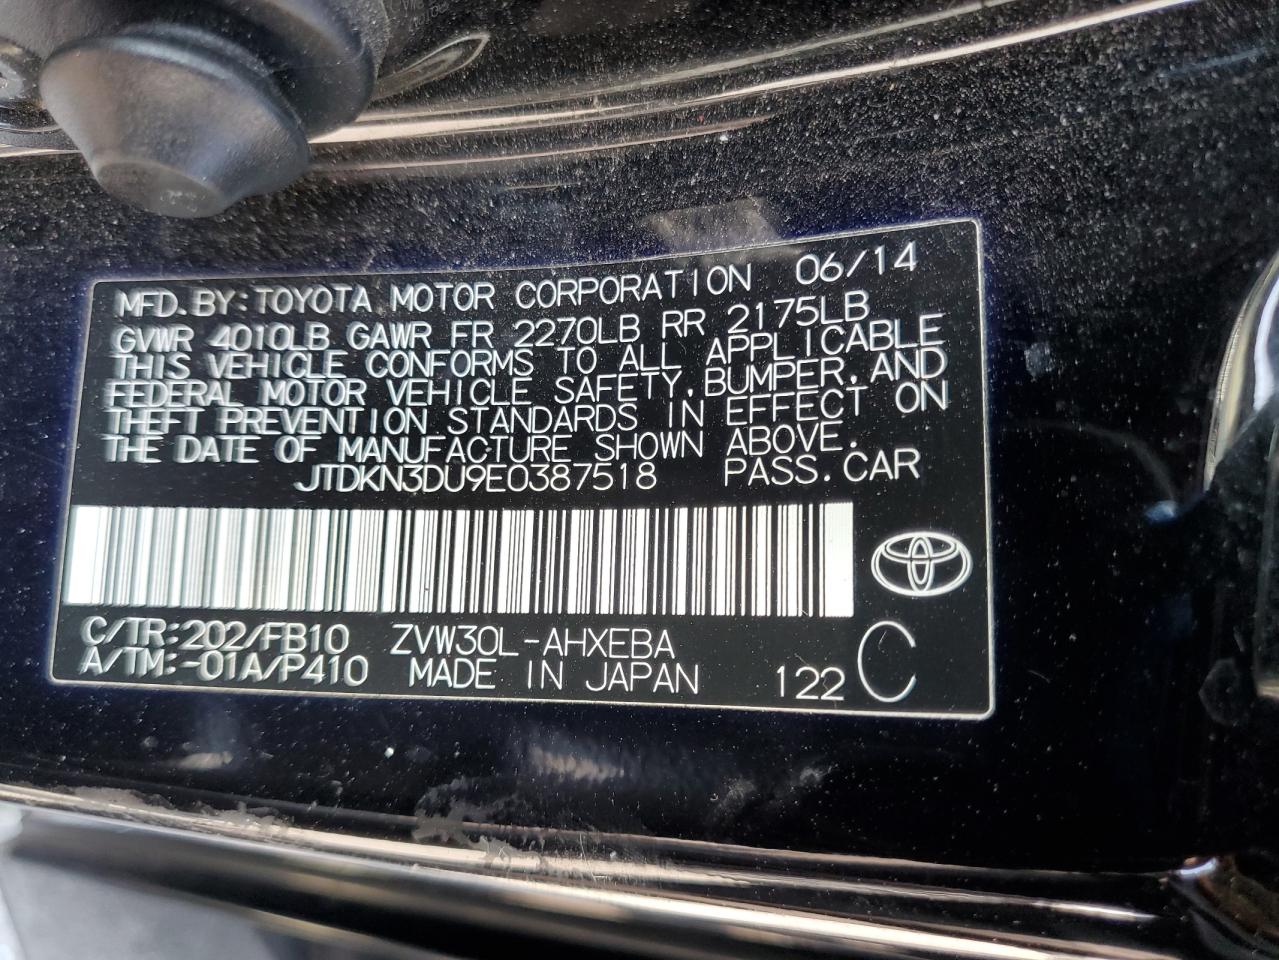 MFD.BY:TOYOTA MOTOR CORPORATION 06/14
GVWR 4010LB GAWR FR 2270LB RR 2175LB
THIS VEHICLE CONFORMS TO ALL APPLICABLE
FEDERAL MOTOR VEHICLE SAFETY,BUMPER,AND
THEFT PREVENTION STANDARDS IN EFFECT ON
THE DATE OF MANUFACTURE SHOWN ABOVE.
JTDKN3DU9E0387518 PASS.CAR
C/TR:202/FB10 ZVW30L-AHXEBA
A/TM:-01A/P410 MADE IN JAPAN 122 C